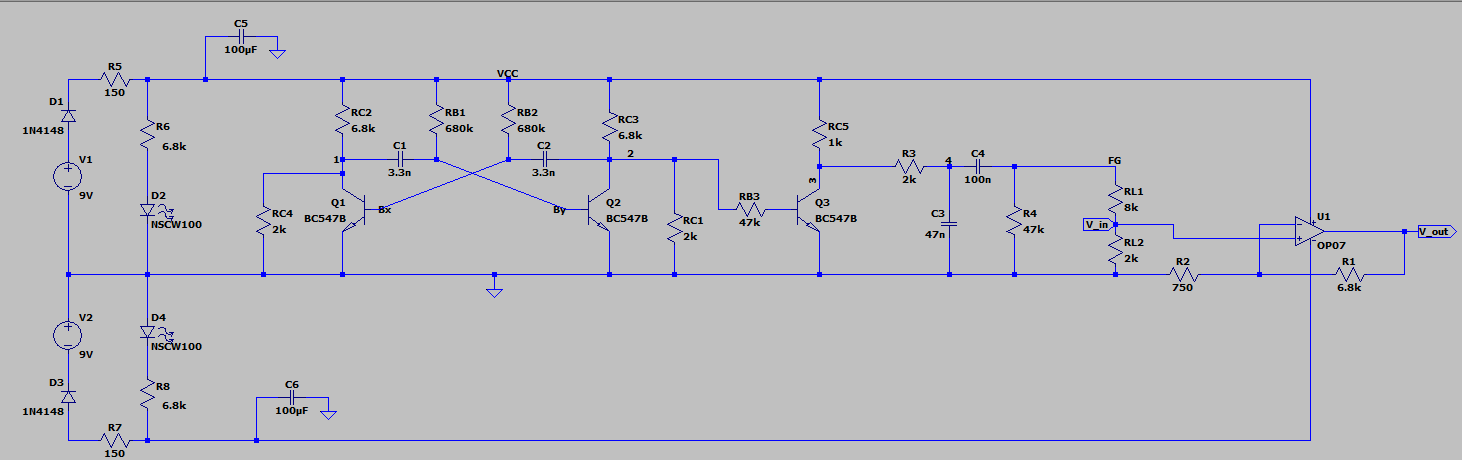 C5
100µF
R5
150
VCC
D1
1N4148
R6
6.8k
RC2
6.8k
RB1
680k
RB2
680k
RC3
6.8k
RC5
1k
C1
3.3n
C2
3.3n
1
2
V1
9V
R3
2k
4
C4
100n
FG
D2
NSCW100
RC4
2k
Q1
BC547B
Bx
By
Q2
BC547B
RC1
2k
RB3
47k
3
Q3
BC547B
C3
47n
R4
47k
RL1
8k
V_in
RL2
2k
U1
OP07
V_out
R2
750
R1
6.8k
V2
9V
D4
NSCW100
D3
1N4148
R8
6.8k
C6
100µF
R7
150